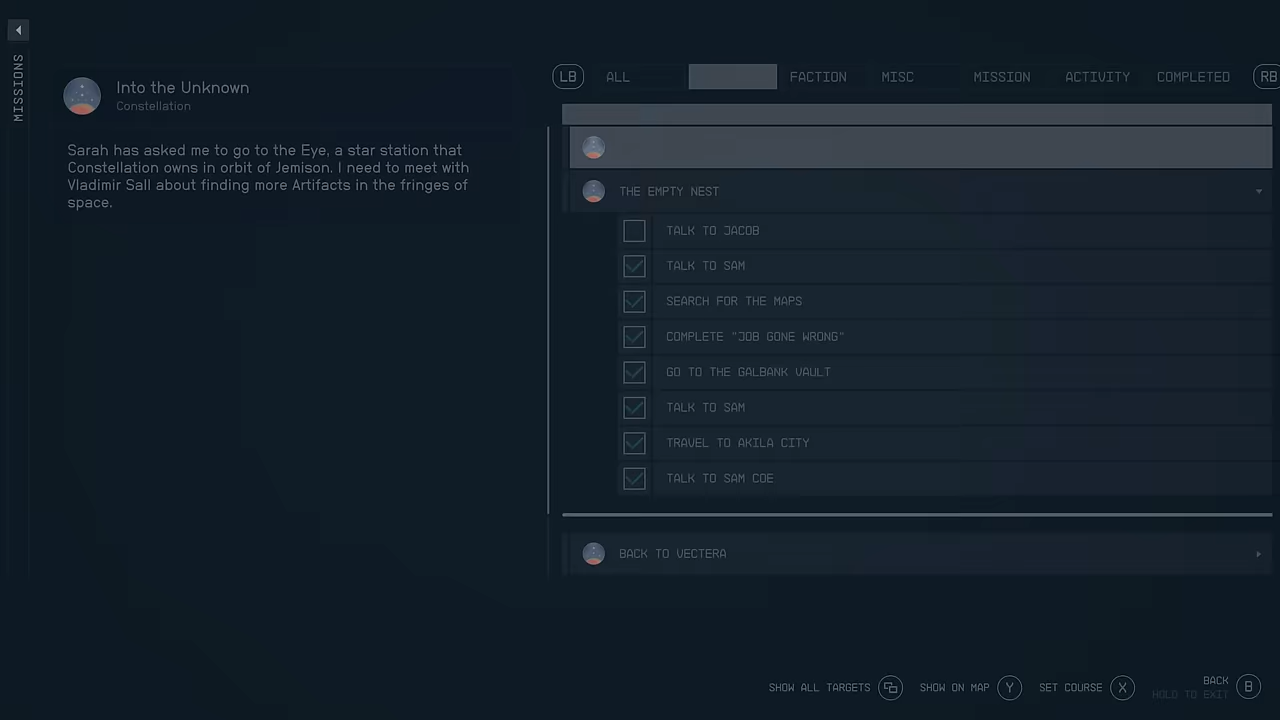 MISSIONS
Into the Unknown
Constellation
Sarah has asked me to go to the Eye, a star station that
Constellation owns in orbit of Jemison. I need to meet with
Vladimir Sall about finding more Artifacts in the fringes of
space.
LB ALL FACTION MISC MISSION ACTIVITY COMPLETED RB
THE EMPTY NEST
TALK TO JACOB
TALK TO SAM
SEARCH FOR THE MAPS
COMPLETE "JOB GONE WRONG"
GO TO THE GALBANK VAULT
TALK TO SAM
TRAVEL TO AKILA CITY
TALK TO SAM COE
BACK TO VECTERA
SHOW ALL TARGETS SHOW ON MAP Y SET COURSE X BACK B
HOLD TO EXIT